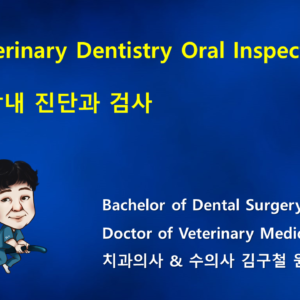 erinary Dentistry Oral Inspec
내 진단과 검사
Bachelor of Dental Surgery
Doctor of Veterinary Medic
치과의사 & 수의사 김구철